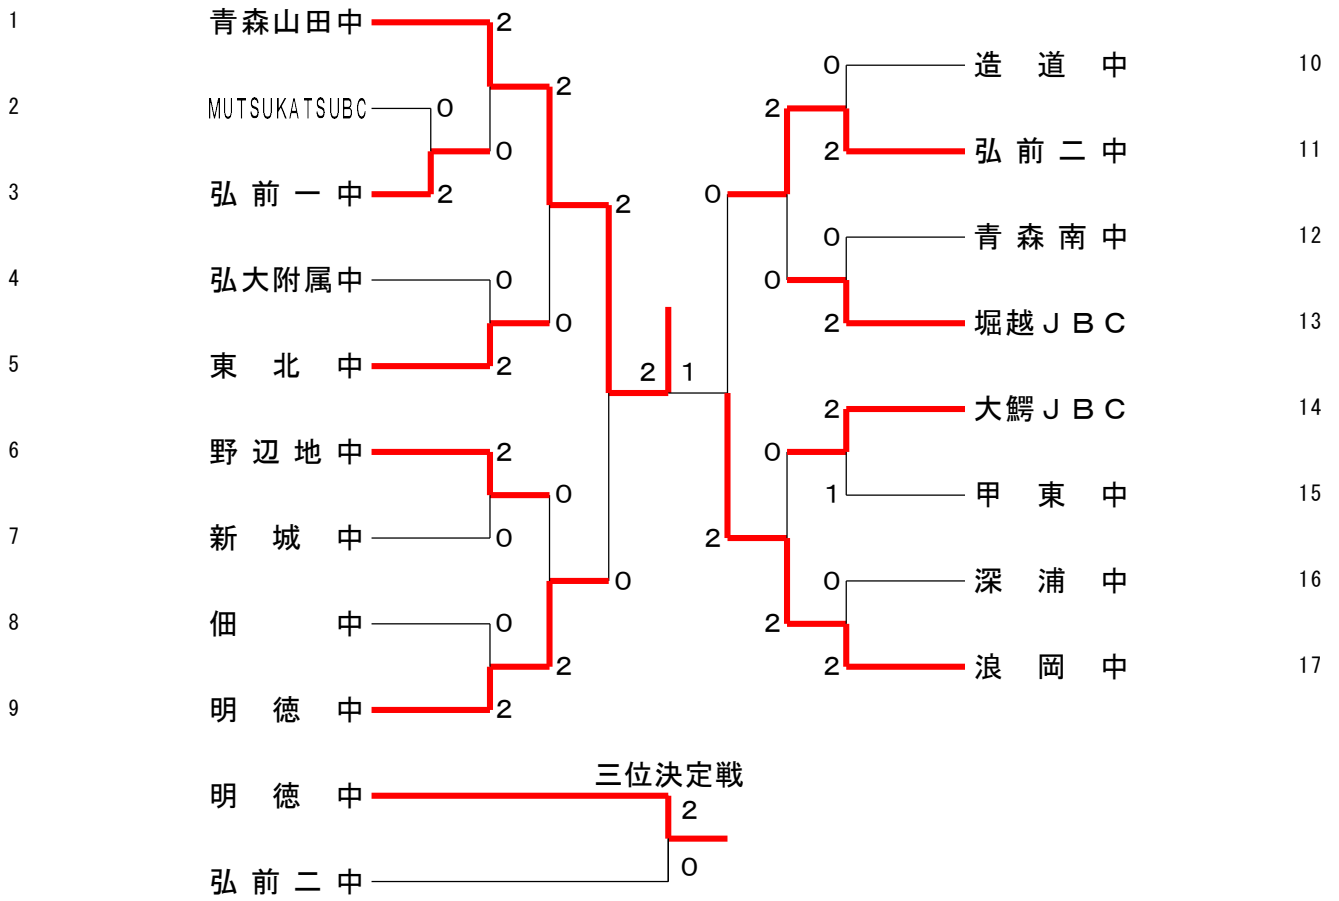 1 青森山田中 2
造道中 10
0
2
2 MUTSUKATSUBC 0
2
0
2 弘前二中 11
3 弘前一中 2
2
0
0 青森南中 12
4 弘大附属中 0
0
0
2 堀越JBC 13
5 東北中 2
2 1
2 大鰐JBC 14
6 野辺地中 2
0
0
1 甲東中 15
7 新城中 0
2
0
0 深浦中 16
8 佃中 0
2
2
2 浪岡中 17
9 明徳中 2
三位決定戦
明徳中 2
弘前二中 0